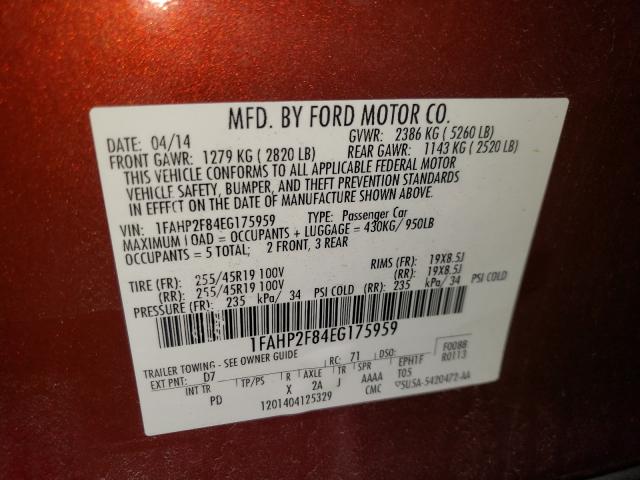 MFD. BY FORD MOTOR CO.
DATE: 04/14 GVWR: 2386 KG ( 5260 LB)
FRONT GAWR: 1279 KG ( 2820 LB) REAR GAWR: 1143 KG ( 2520 LB)
THIS VEHICLE CONFORMS TO ALL APPLICABLE FEDERAL MOTOR
VEHICLE SAFETY, BUMPER, AND THEFT PREVENTION STANDARDS
IN EFFECT ON THE DATE OF MANUFACTURE SHOWN ABOVE.
VIN: 1FAHP2F84EG175959 TYPE: Passenger Car
MAXIMUM LOAD = OCCUPANTS + LUGGAGE = 430KG/ 950LB
OCCUPANTS = 5 TOTAL; 2 FRONT, 3 REAR
TIRE (FR): 255/45R19 100V RIMS (FR): 19X8.5J
(RR): 255/45R19 100V (RR): 19X8.5J
PRESSURE (FR): 235 kPa/ 34 PSI COLD (RR): 235 kPa/ 34 PSI COLD
1FAHP2F84EG175959
TRAILER TOWING - SEE OWNER GUIDE
EXT PNT: D7 RC: 71 DSO: F0088
INT TR TP/PS R AXLE TR SPR EPHTF R0113
PD X 2A J AAAA T05
1201404125329 CMC 5U5A-5420472-AA